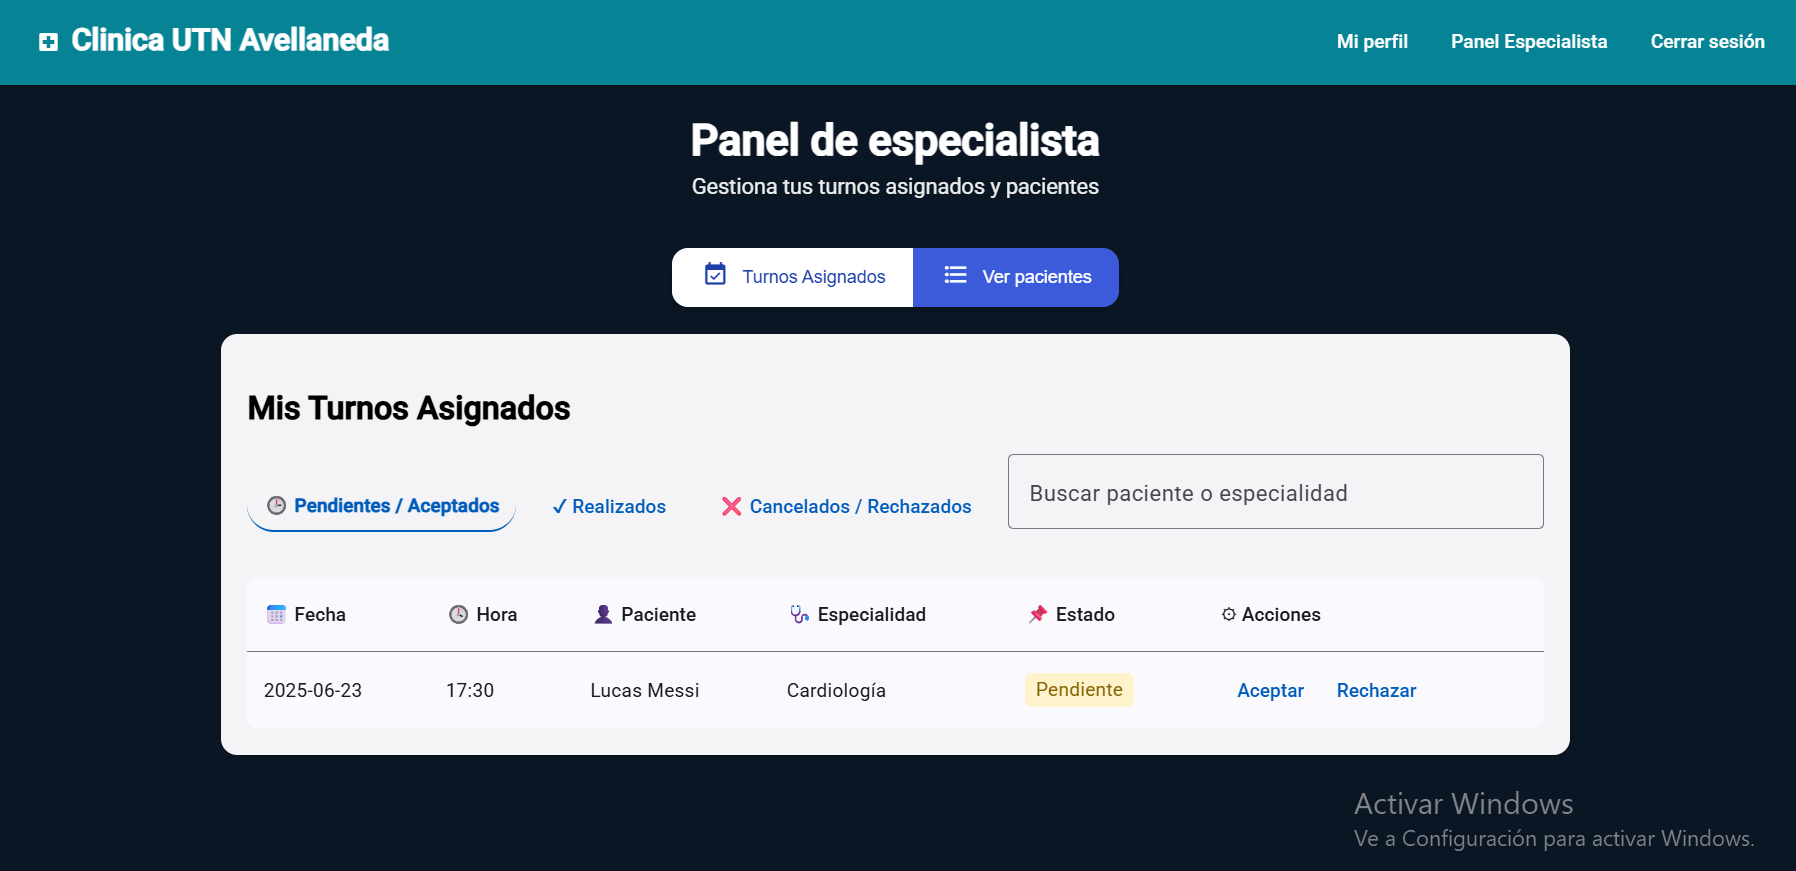 Clinica UTN Avellaneda
Mi perfil Panel Especialista Cerrar sesión
Panel de especialista
Gestiona tus turnos asignados y pacientes
Turnos Asignados Ver pacientes
Mis Turnos Asignados
Pendientes / Aceptados ✓ Realizados ❌ Cancelados / Rechazados Buscar paciente o especialidad
Fecha Hora Paciente Especialidad Estado Acciones
2025-06-23 17:30 Lucas Messi Cardiología Pendiente Aceptar Rechazar
Activar Windows
Ve a Configuración para activar Windows.